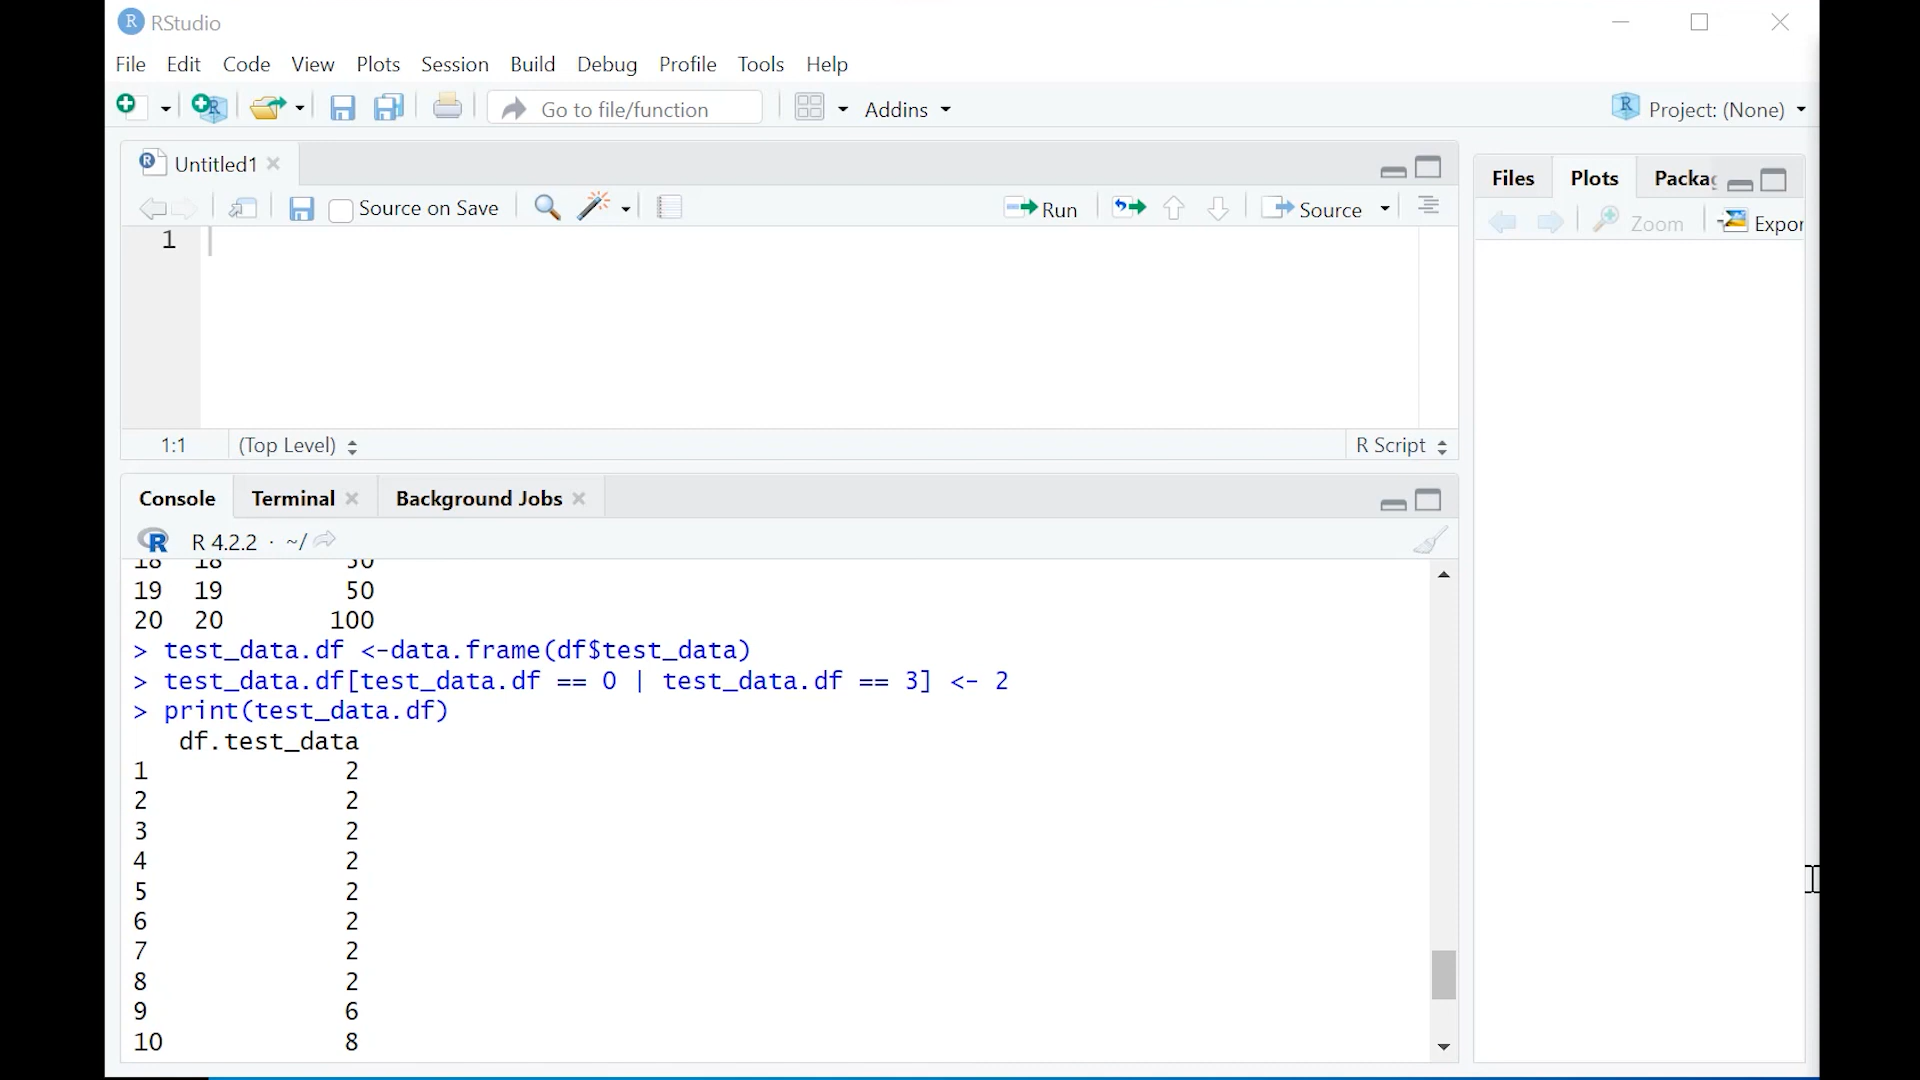 RStudio
File Edit Code View Plots Session Build Debug Profile Tools Help
Go to file/function Addins Project: (None)
Untitled1
Source on Save Run Source
1
1:1 (Top Level) R Script
Files Plots Packag
Zoom Expor
Console Terminal Background Jobs
R 4.2.2 · ~/
18 18 50
19 19 50
20 20 100
> test_data.df <-data.frame(df$test_data)
> test_data.df[test_data.df == 0 | test_data.df == 3] <- 2
> print(test_data.df)
df.test_data
1 2
2 2
3 2
4 2
5 2
6 2
7 2
8 2
9 6
10 8